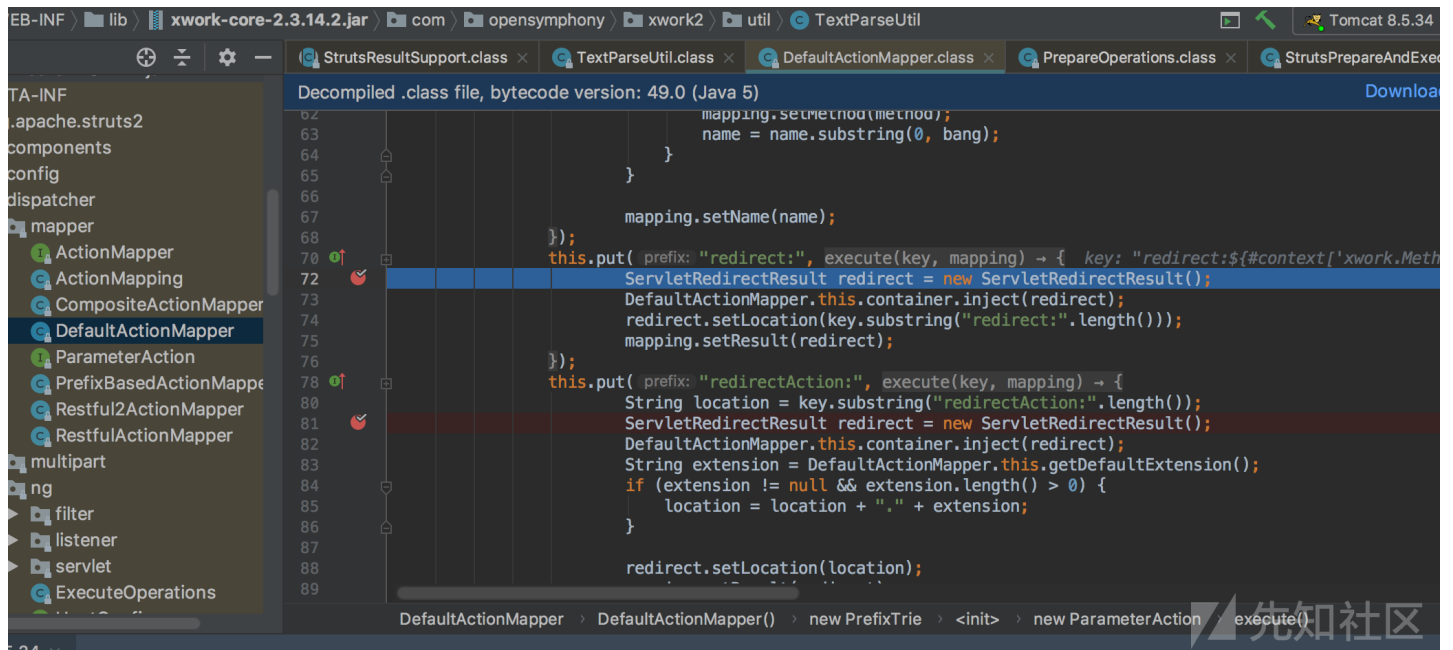 EB-INF lib xwork-core-2.3.14.2.jar com opensymphony xwork2 util TextParseUtil Tomcat 8.5.34
StrutsResultSupport.class TextParseUtil.class DefaultActionMapper.class PrepareOperations.class StrutsPrepareAndExec
Decompiled .class file, bytecode version: 49.0 (Java 5) Download
TA-INF
.apache.struts2
components
config
dispatcher
mapper
ActionMapper
ActionMapping
CompositeActionMapper
DefaultActionMapper
ParameterAction
PrefixBasedActionMappe
Restful2ActionMapper
RestfulActionMapper
multipart
ng
filter
listener
servlet
ExecuteOperations
62 mapping.setMethod(method);
63 name = name.substring(0, bang);
64 }
65 }
66
67 mapping.setName(name);
68 });
70 this.put( prefix: "redirect:", execute(key, mapping) → { key: "redirect:${#context['xwork.Meth
72 ServletRedirectResult redirect = new ServletRedirectResult();
73 DefaultActionMapper.this.container.inject(redirect);
74 redirect.setLocation(key.substring("redirect:".length()));
75 mapping.setResult(redirect);
76 });
78 this.put( prefix: "redirectAction:", execute(key, mapping) → {
80 String location = key.substring("redirectAction:".length());
81 ServletRedirectResult redirect = new ServletRedirectResult();
82 DefaultActionMapper.this.container.inject(redirect);
83 String extension = DefaultActionMapper.this.getDefaultExtension();
84 if (extension != null && extension.length() > 0) {
85 location = location + "." + extension;
86 }
87
88 redirect.setLocation(location);
89
DefaultActionMapper DefaultActionMapper() new PrefixTrie <init> new ParameterAction execute()
先知社区